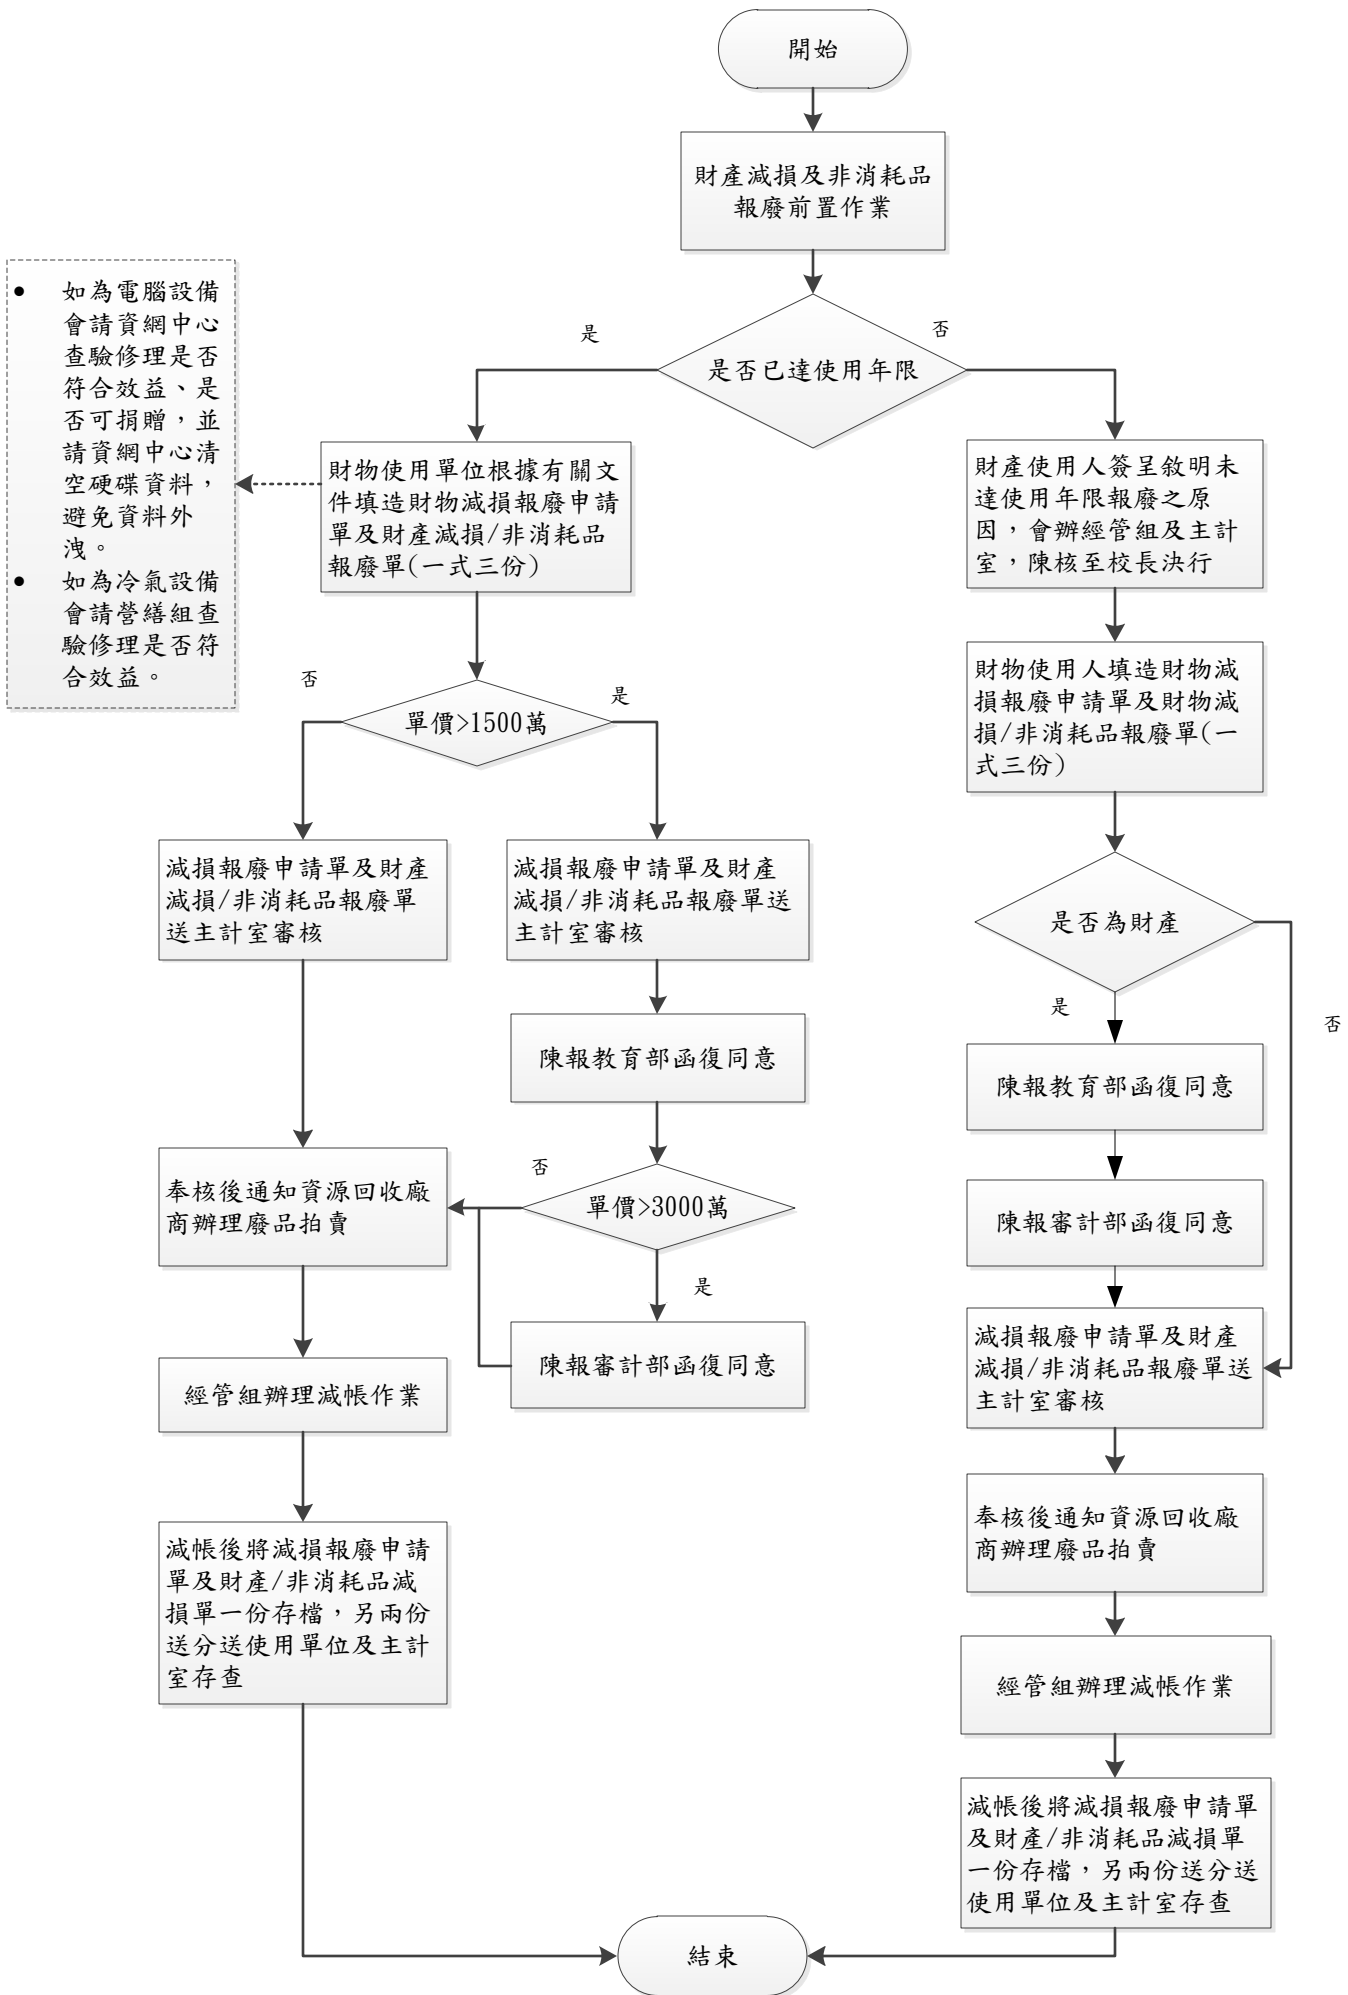 開始
財產減損及非消耗品
報廢前置作業
是否已達使用年限
是
否
• 如為電腦設備
會請資網中心
查驗修理是否
符合效益、是
否可捐贈，並
請資網中心清
空硬碟資料，
避免資料外
洩。
• 如為冷氣設備
會請營繕組查
驗修理是否符
合效益。
財物使用單位根據有關文
件填造財物減損報廢申請
單及財產減損/非消耗品
報廢單(一式三份)
單價>1500萬
否
是
減損報廢申請單及財產
減損/非消耗品報廢單
送主計室審核
減損報廢申請單及財產
減損/非消耗品報廢單送
主計室審核
陳報教育部函復同意
單價>3000萬
否
是
陳報審計部函復同意
奉核後通知資源回收廠
商辦理廢品拍賣
經管組辦理減帳作業
減帳後將減損報廢申請
單及財產/非消耗品減
損單一份存檔，另兩份
送分送使用單位及主計
室存查
財產使用人簽呈敘明未
達使用年限報廢之原
因，會辦經管組及主計
室，陳核至校長決行
財物使用人填造財物減
損報廢申請單及財物減
損/非消耗品報廢單(一
式三份)
是否為財產
是
否
陳報教育部函復同意
陳報審計部函復同意
減損報廢申請單及財產
減損/非消耗品報廢單送
主計室審核
奉核後通知資源回收廠
商辦理廢品拍賣
經管組辦理減帳作業
減帳後將減損報廢申請單
及財產/非消耗品減損單
一份存檔，另兩份送分送
使用單位及主計室存查
結束